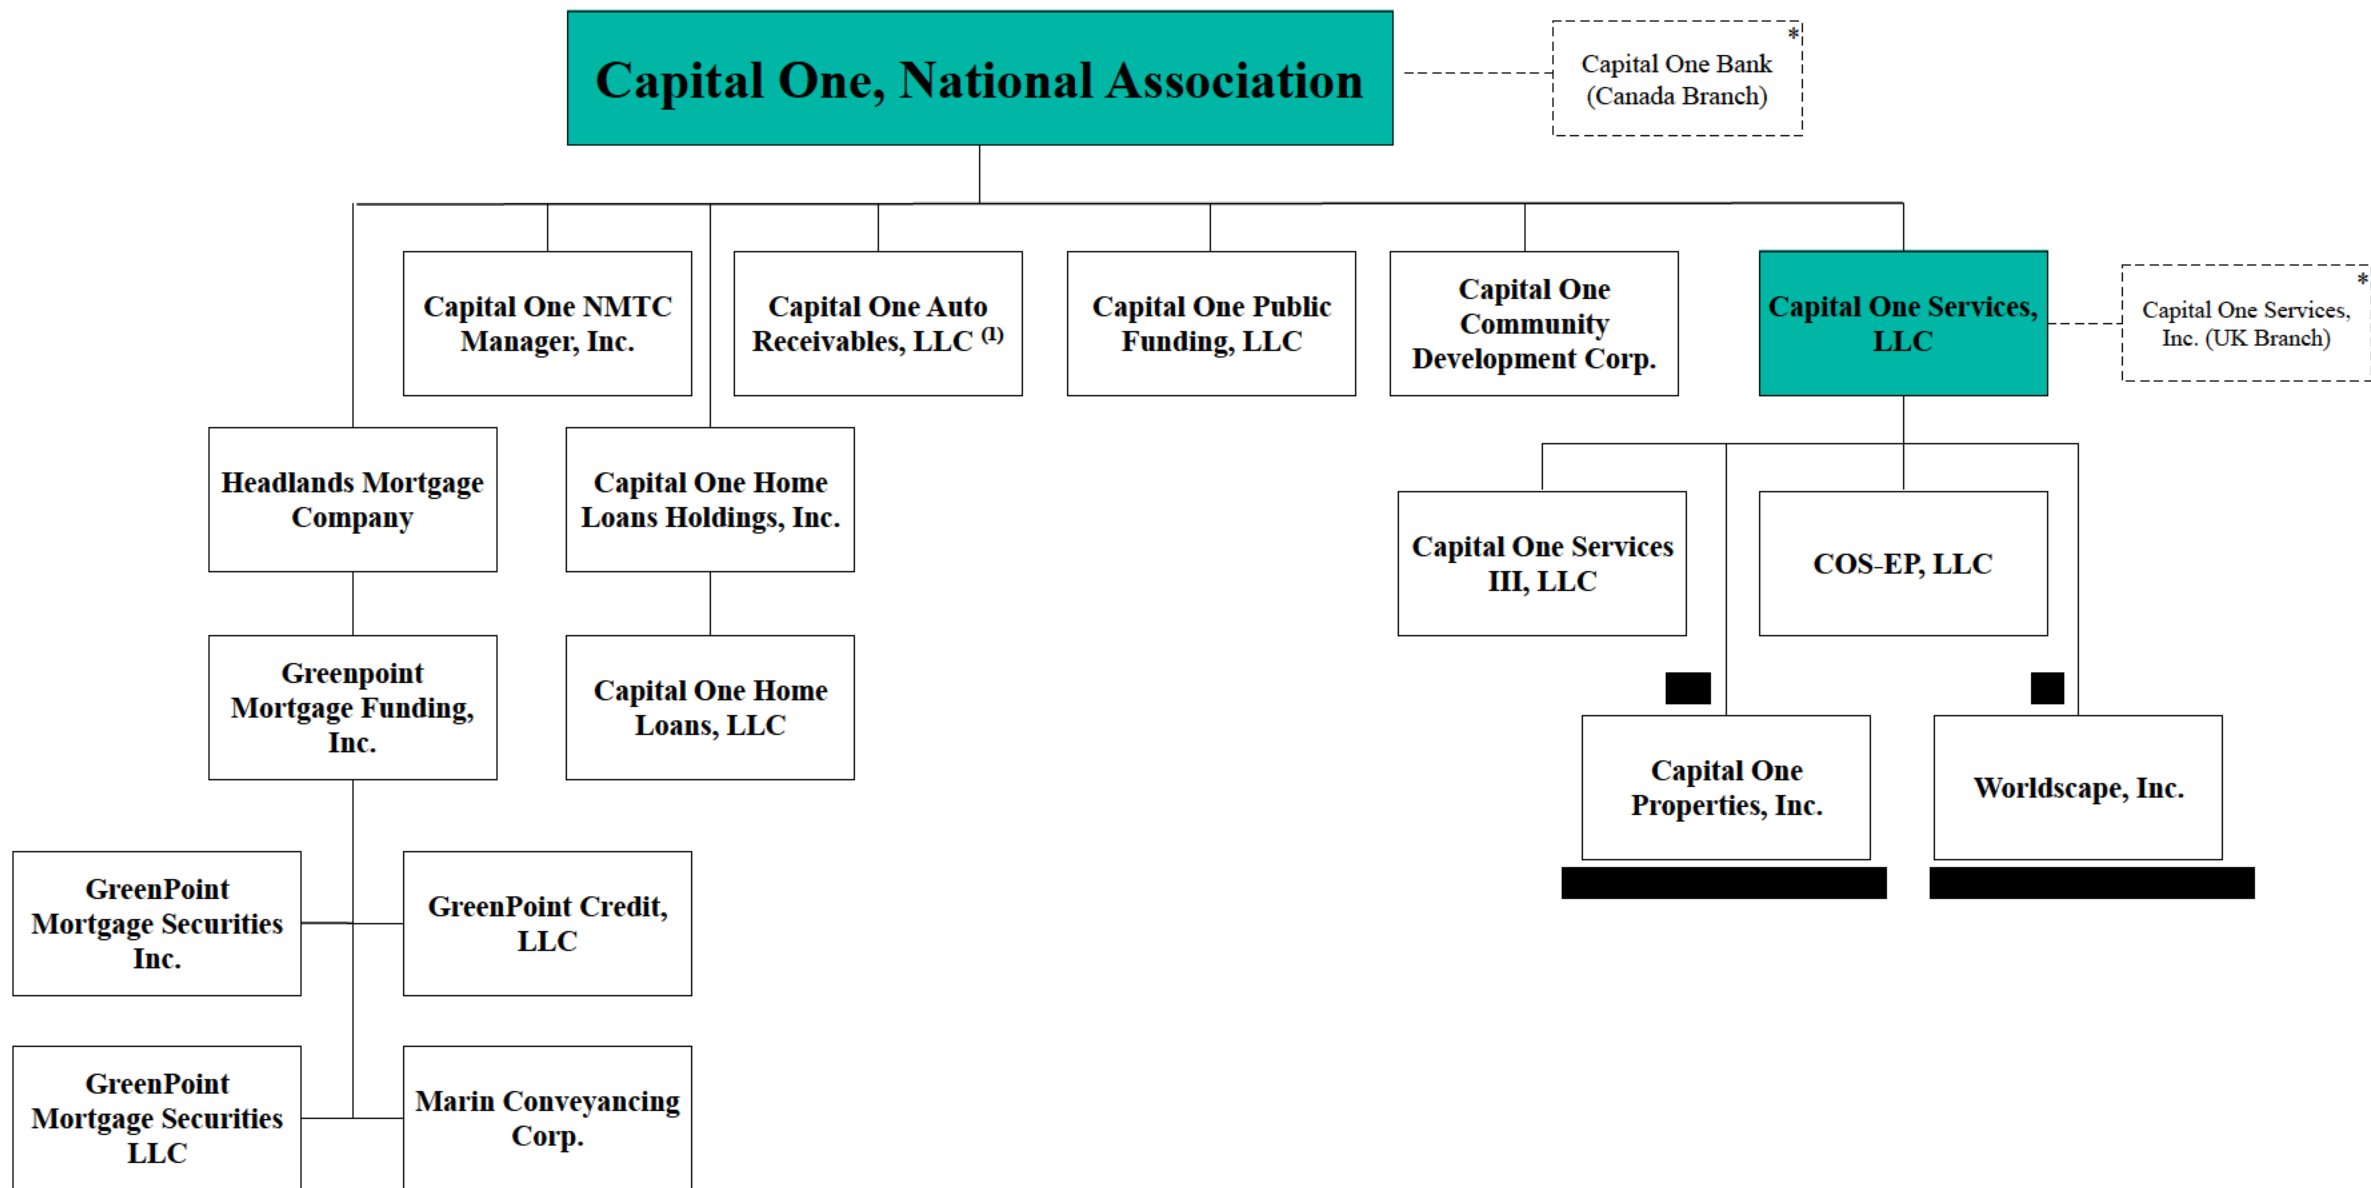 Capital One, National Association
*
Capital One Bank
(Canada Branch)
Capital One NMTC
Manager, Inc.
Capital One Auto
Receivables, LLC (1)
Capital One Public
Funding, LLC
Capital One
Community
Development Corp.
Capital One Services,
LLC
*
Capital One Services,
Inc. (UK Branch)
Headlands Mortgage
Company
Capital One Home
Loans Holdings, Inc.
Capital One Services
III, LLC
COS-EP, LLC
Greenpoint
Mortgage Funding,
Inc.
Capital One Home
Loans, LLC
Capital One
Properties, Inc.
Worldscape, Inc.
GreenPoint
Mortgage Securities
Inc.
GreenPoint Credit,
LLC
GreenPoint
Mortgage Securities
LLC
Marin Conveyancing
Corp.